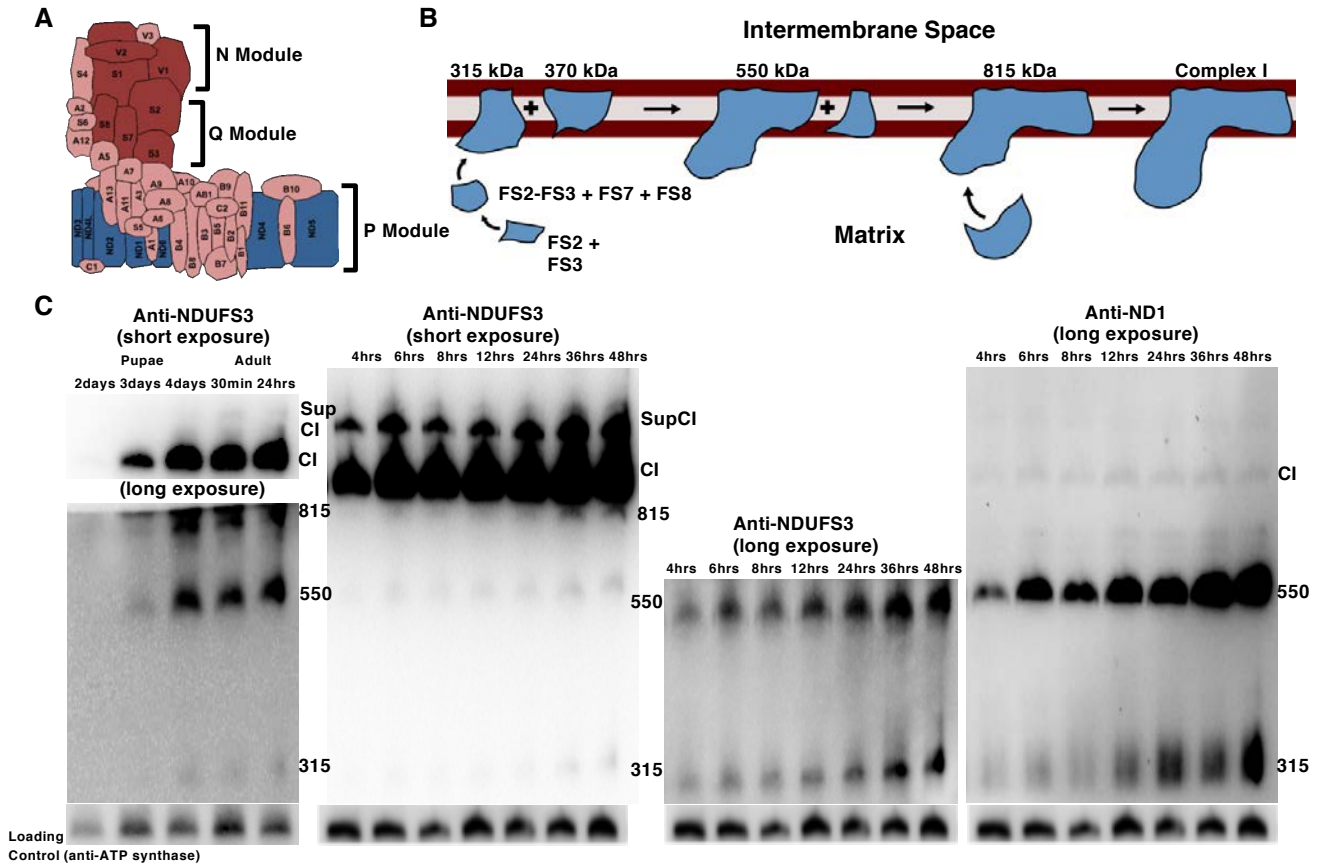 A
V3
V2
S4
S1
V1
N Module
A2
S2
S6
S8
S7
A12
S3
Q Module
A5
A7
A9
A10
B9
B10
A13
A3
AB1
A8
A11
C2
B11
ND3
ND4L
ND2
S5
A6
ND1
A1
ND6
B4
B3
B5
B2
B1
ND4
B6
ND5
B8
B7
C1
P Module
B
Intermembrane Space
315 kDa
370 kDa
550 kDa
815 kDa
Complex I
+
+
FS2-FS3 + FS7 + FS8
FS2 +
FS3
Matrix
C
Anti-NDUFS3
(short exposure)
Pupae Adult
2days 3days 4days 30min 24hrs
Sup
CI
CI
(long exposure)
815
550
315
Anti-NDUFS3
(short exposure)
4hrs 6hrs 8hrs 12hrs 24hrs 36hrs 48hrs
SupCI
CI
815
550
315
Anti-NDUFS3
(long exposure)
4hrs 6hrs 8hrs 12hrs 24hrs 36hrs 48hrs
Anti-ND1
(long exposure)
4hrs 6hrs 8hrs 12hrs 24hrs 36hrs 48hrs
CI
550
315
Loading
Control (anti-ATP synthase)